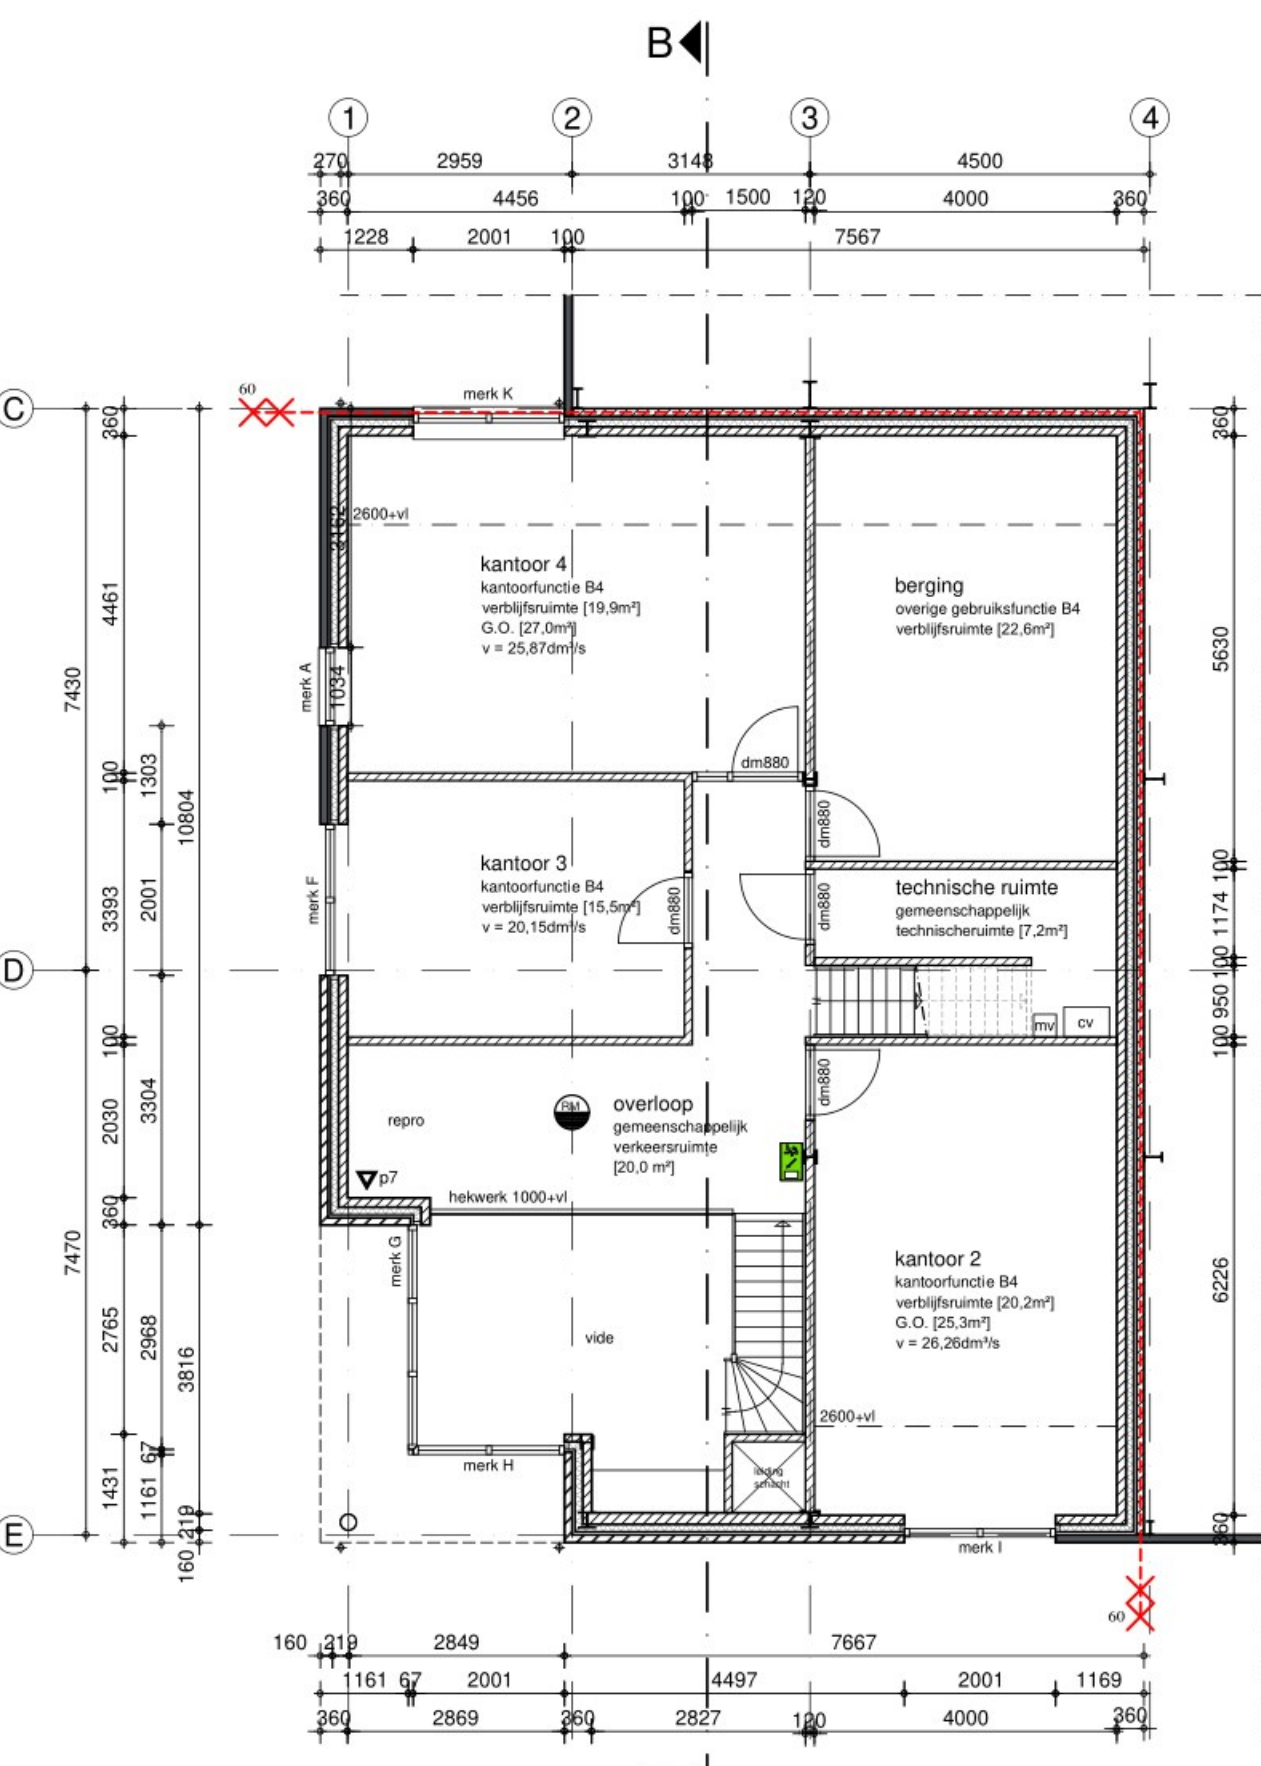 B
1 2 3 4
270 2959 3148 4500
360 4456 100 1500 120 4000 360
1228 2001 100 7567
60
merk K
C
360
360
2600+vl
3162
kantoor 4
kantoorfunctie B4
verblijfsruimte [19,9m²]
G.O. [27,0m²]
v = 25,87dm³/s
berging
overige gebruiksfunctie B4
verblijfsruimte [22,6m²]
4461
5630
merk A
1034
7430
dm880
100
1303
10804
dm880
kantoor 3
kantoorfunctie B4
verblijfsruimte [15,5m²]
v = 20,15dm³/s
dm880
dm880
technische ruimte
gemeenschappelijk
technischeruimte [7,2m²]
100
1174
merk F
3393
2001
D
100
950
mv
cv
100
100
3304
2030
dm880
repro
RM
overloop
gemeenschappelijk
verkeersruimte
[20,0 m²]
p7
hekwerk 1000+vl
360
merk G
7470
2765
2968
3816
vide
kantoor 2
kantoorfunctie B4
verblijfsruimte [20,2m²]
G.O. [25,3m²]
v = 26,26dm³/s
6226
2600+vl
67
merk H
leiding
schacht
1431
1161
219
160
E
merk I
360
60
160 219 2849 7667
1161 67 2001 4497 2001 1169
360 2869 360 2827 120 4000 360